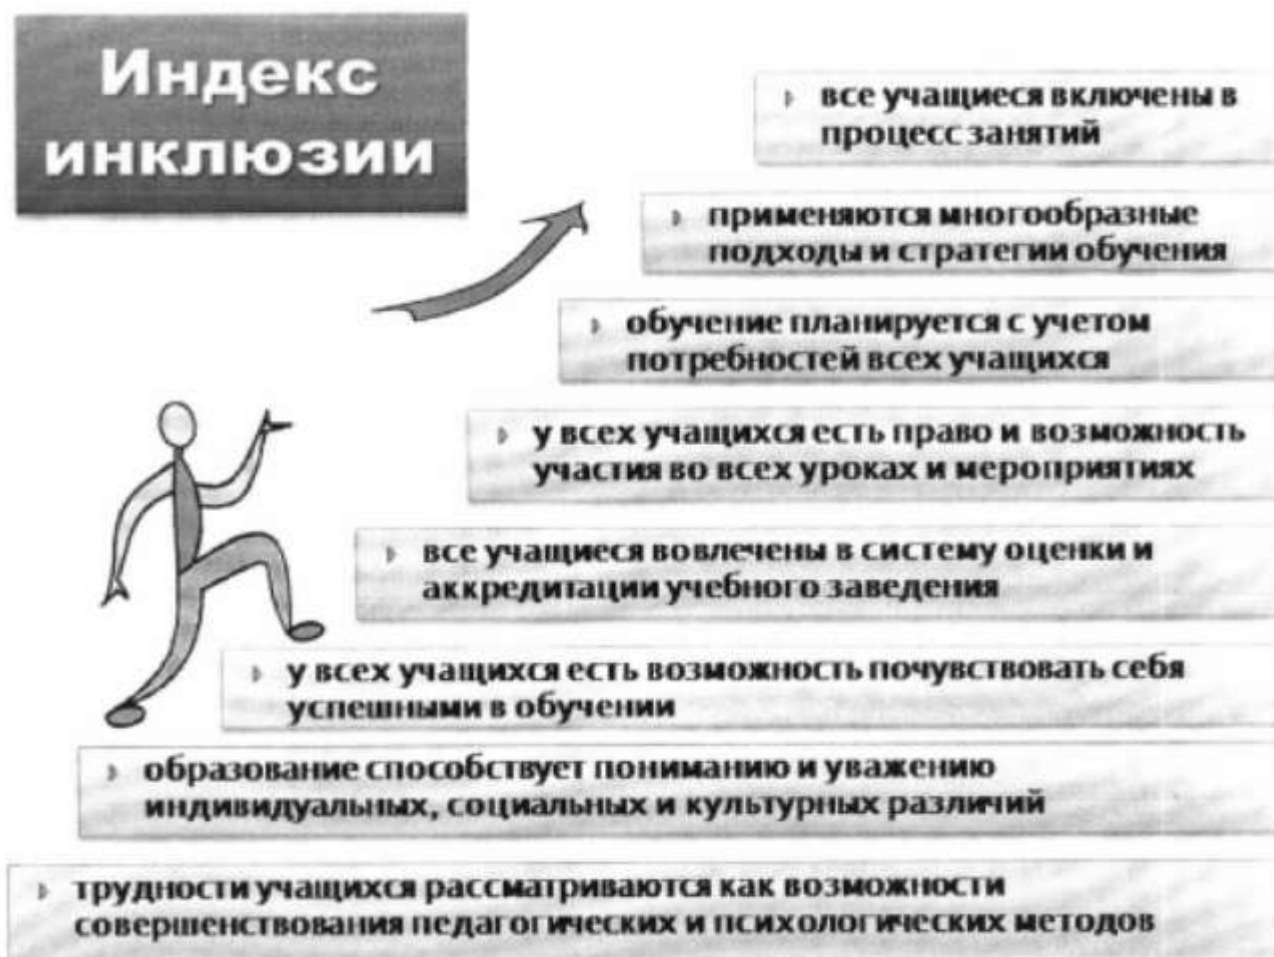 Индекс
инклюзии
все учащиеся включены в
процесс занятий
применяются многообразные
подходы и стратегии обучения
обучение планируется с учетом
потребностей всех учащихся
у всех учащихся есть право и возможность
участия во всех уроках и мероприятиях
все учащиеся вовлечены в систему оценки и
аккредитации учебного заведения
у всех учащихся есть возможность почувствовать себя
успешными в обучении
образование способствует пониманию и уважению
индивидуальных, социальных и культурных различий
трудности учащихся рассматриваются как возможности
совершенствования педагогических и психологических методов